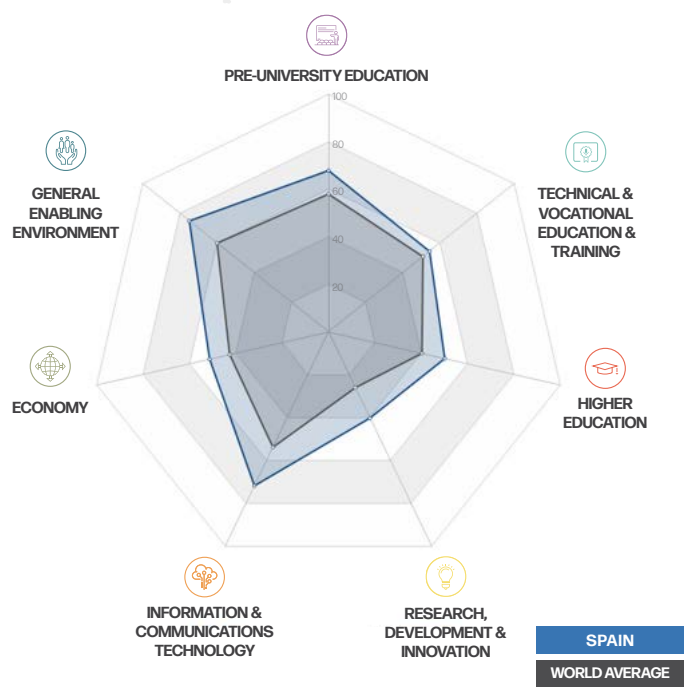 PRE-UNIVERSITY EDUCATION
100
80
60
40
20
GENERAL
ENABLING
ENVIRONMENT
TECHNICAL &
VOCATIONAL
EDUCATION &
TRAINING
ECONOMY
HIGHER
EDUCATION
INFORMATION &
COMMUNICATIONS
TECHNOLOGY
RESEARCH,
DEVELOPMENT &
INNOVATION
SPAIN
WORLD AVERAGE